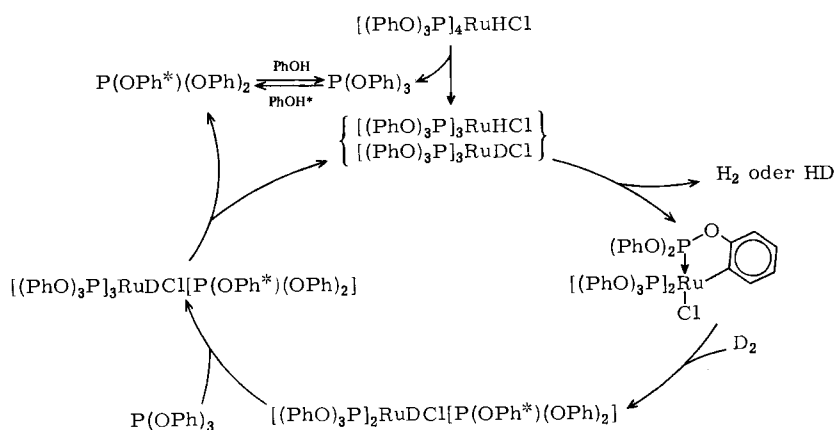 [(PhO)₃P]₄RuHCl
P(OPh*)(OPh)₂ PhOH P(OPh)₃
PhOH*
[(PhO)₃P]₃RuHCl
[(PhO)₃P]₃RuDCl
H₂ oder HD
(PhO)₂P O
[(PhO)₃P]₂Ru
Cl
[(PhO)₃P]₃RuDCl[P(OPh*)(OPh)₂]
D₂
P(OPh)₃ [(PhO)₃P]₂RuDCl[P(OPh*)(OPh)₂]